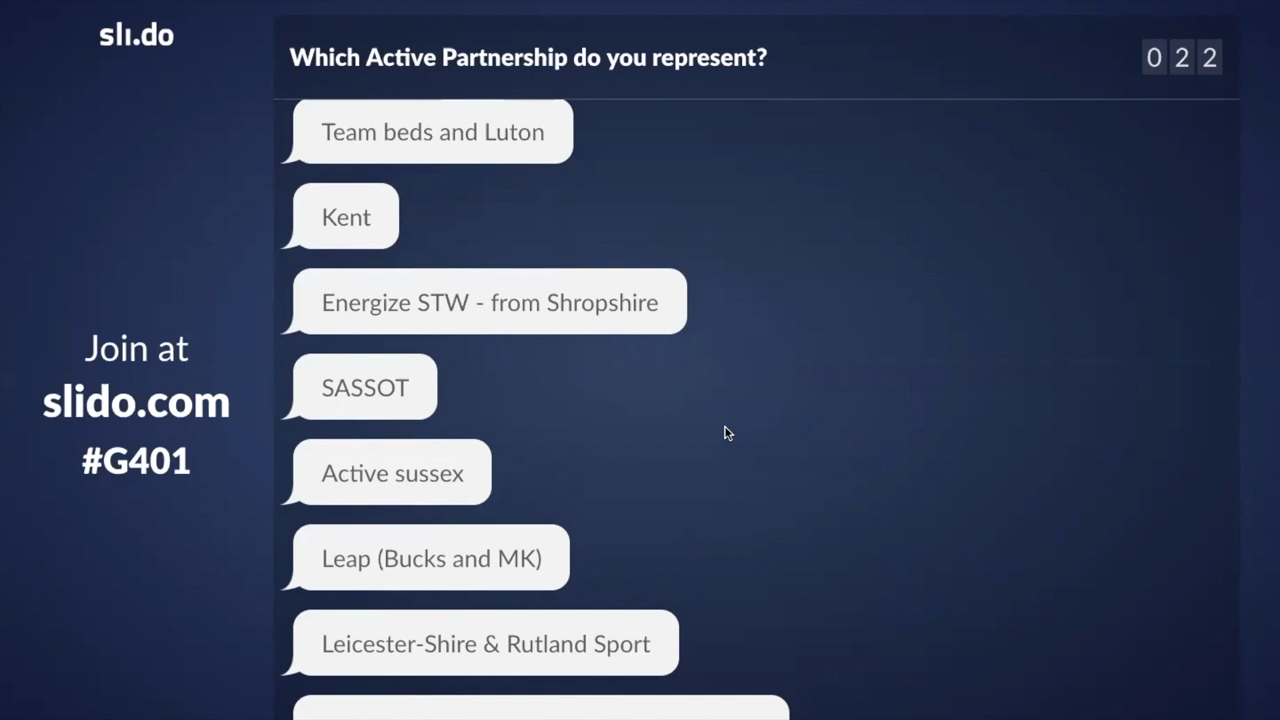 sli.do
Which Active Partnership do you represent?
022
Team beds and Luton
Kent
Energize STW - from Shropshire
SASSOT
Active sussex
Leap (Bucks and MK)
Leicester-Shire & Rutland Sport
Join at
slido.com
#G401